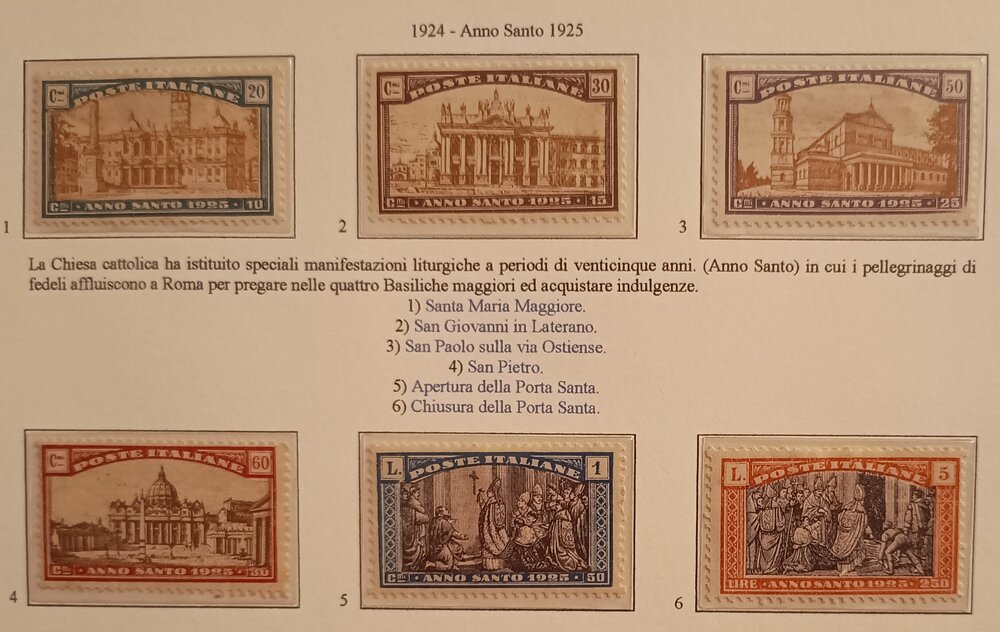 1924 - Anno Santo 1925
Cmi POSTE ITALIANE 20
Cmi ANNO SANTO 1925 10
1
Cmi POSTE ITALIANE 30
Cmi ANNO SANTO 1925 15
2
Cmi POSTE ITALIANE 50
Cmi ANNO SANTO 1925 25
3
La Chiesa cattolica ha istituito speciali manifestazioni liturgiche a periodi di venticinque anni. (Anno Santo) in cui i pellegrinaggi di
fedeli affluiscono a Roma per pregare nelle quattro Basiliche maggiori ed acquistare indulgenze.
1) Santa Maria Maggiore.
2) San Giovanni in Laterano.
3) San Paolo sulla via Ostiense.
4) San Pietro.
5) Apertura della Porta Santa.
6) Chiusura della Porta Santa.
Cmi POSTE ITALIANE 60
Cmi ANNO SANTO 1925 30
4
L. POSTE ITALIANE 1
Cmi · ANNO SANTO 1925 · 50
5
L. POSTE ITALIANE 5
LIRE · ANNO SANTO 1925 · 2.50
6